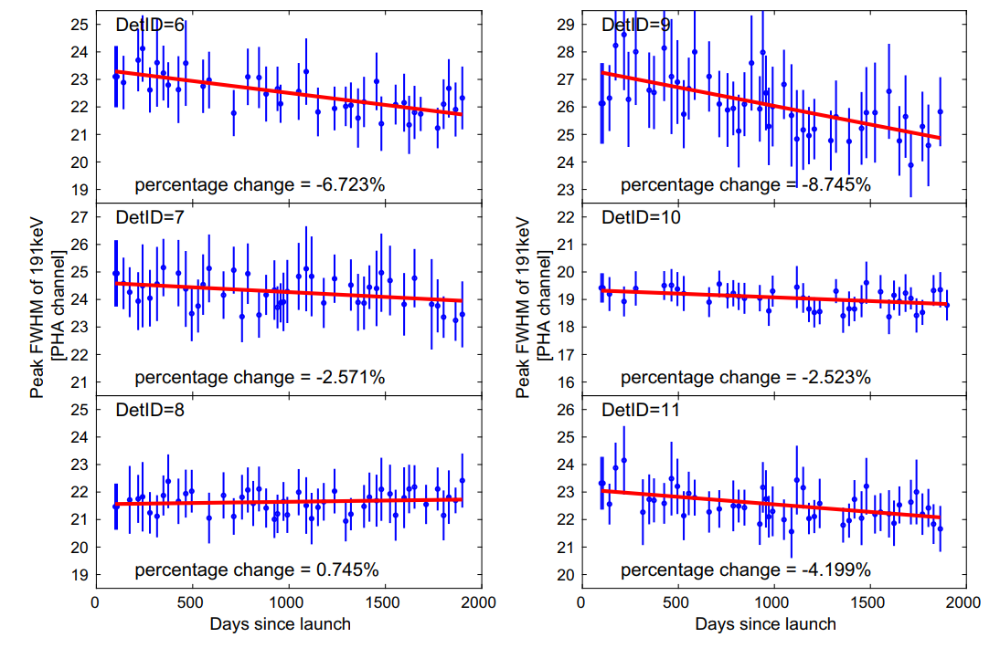 DetID=6
25
24
23
22
21
20
19
percentage change = -6.723%
DetID=9
29
28
27
26
25
24
23
percentage change = -8.745%
Peak FWHM of 191keV
[PHA channel]
DetID=7
27
26
25
24
23
22
21
percentage change = -2.571%
Peak FWHM of 191keV
[PHA channel]
DetID=10
22
21
20
19
18
17
16
percentage change = -2.523%
DetID=8
25
24
23
22
21
20
19
percentage change = 0.745%
DetID=11
26
25
24
23
22
21
20
percentage change = -4.199%
0 500 1000 1500 2000
Days since launch
0 500 1000 1500 2000
Days since launch